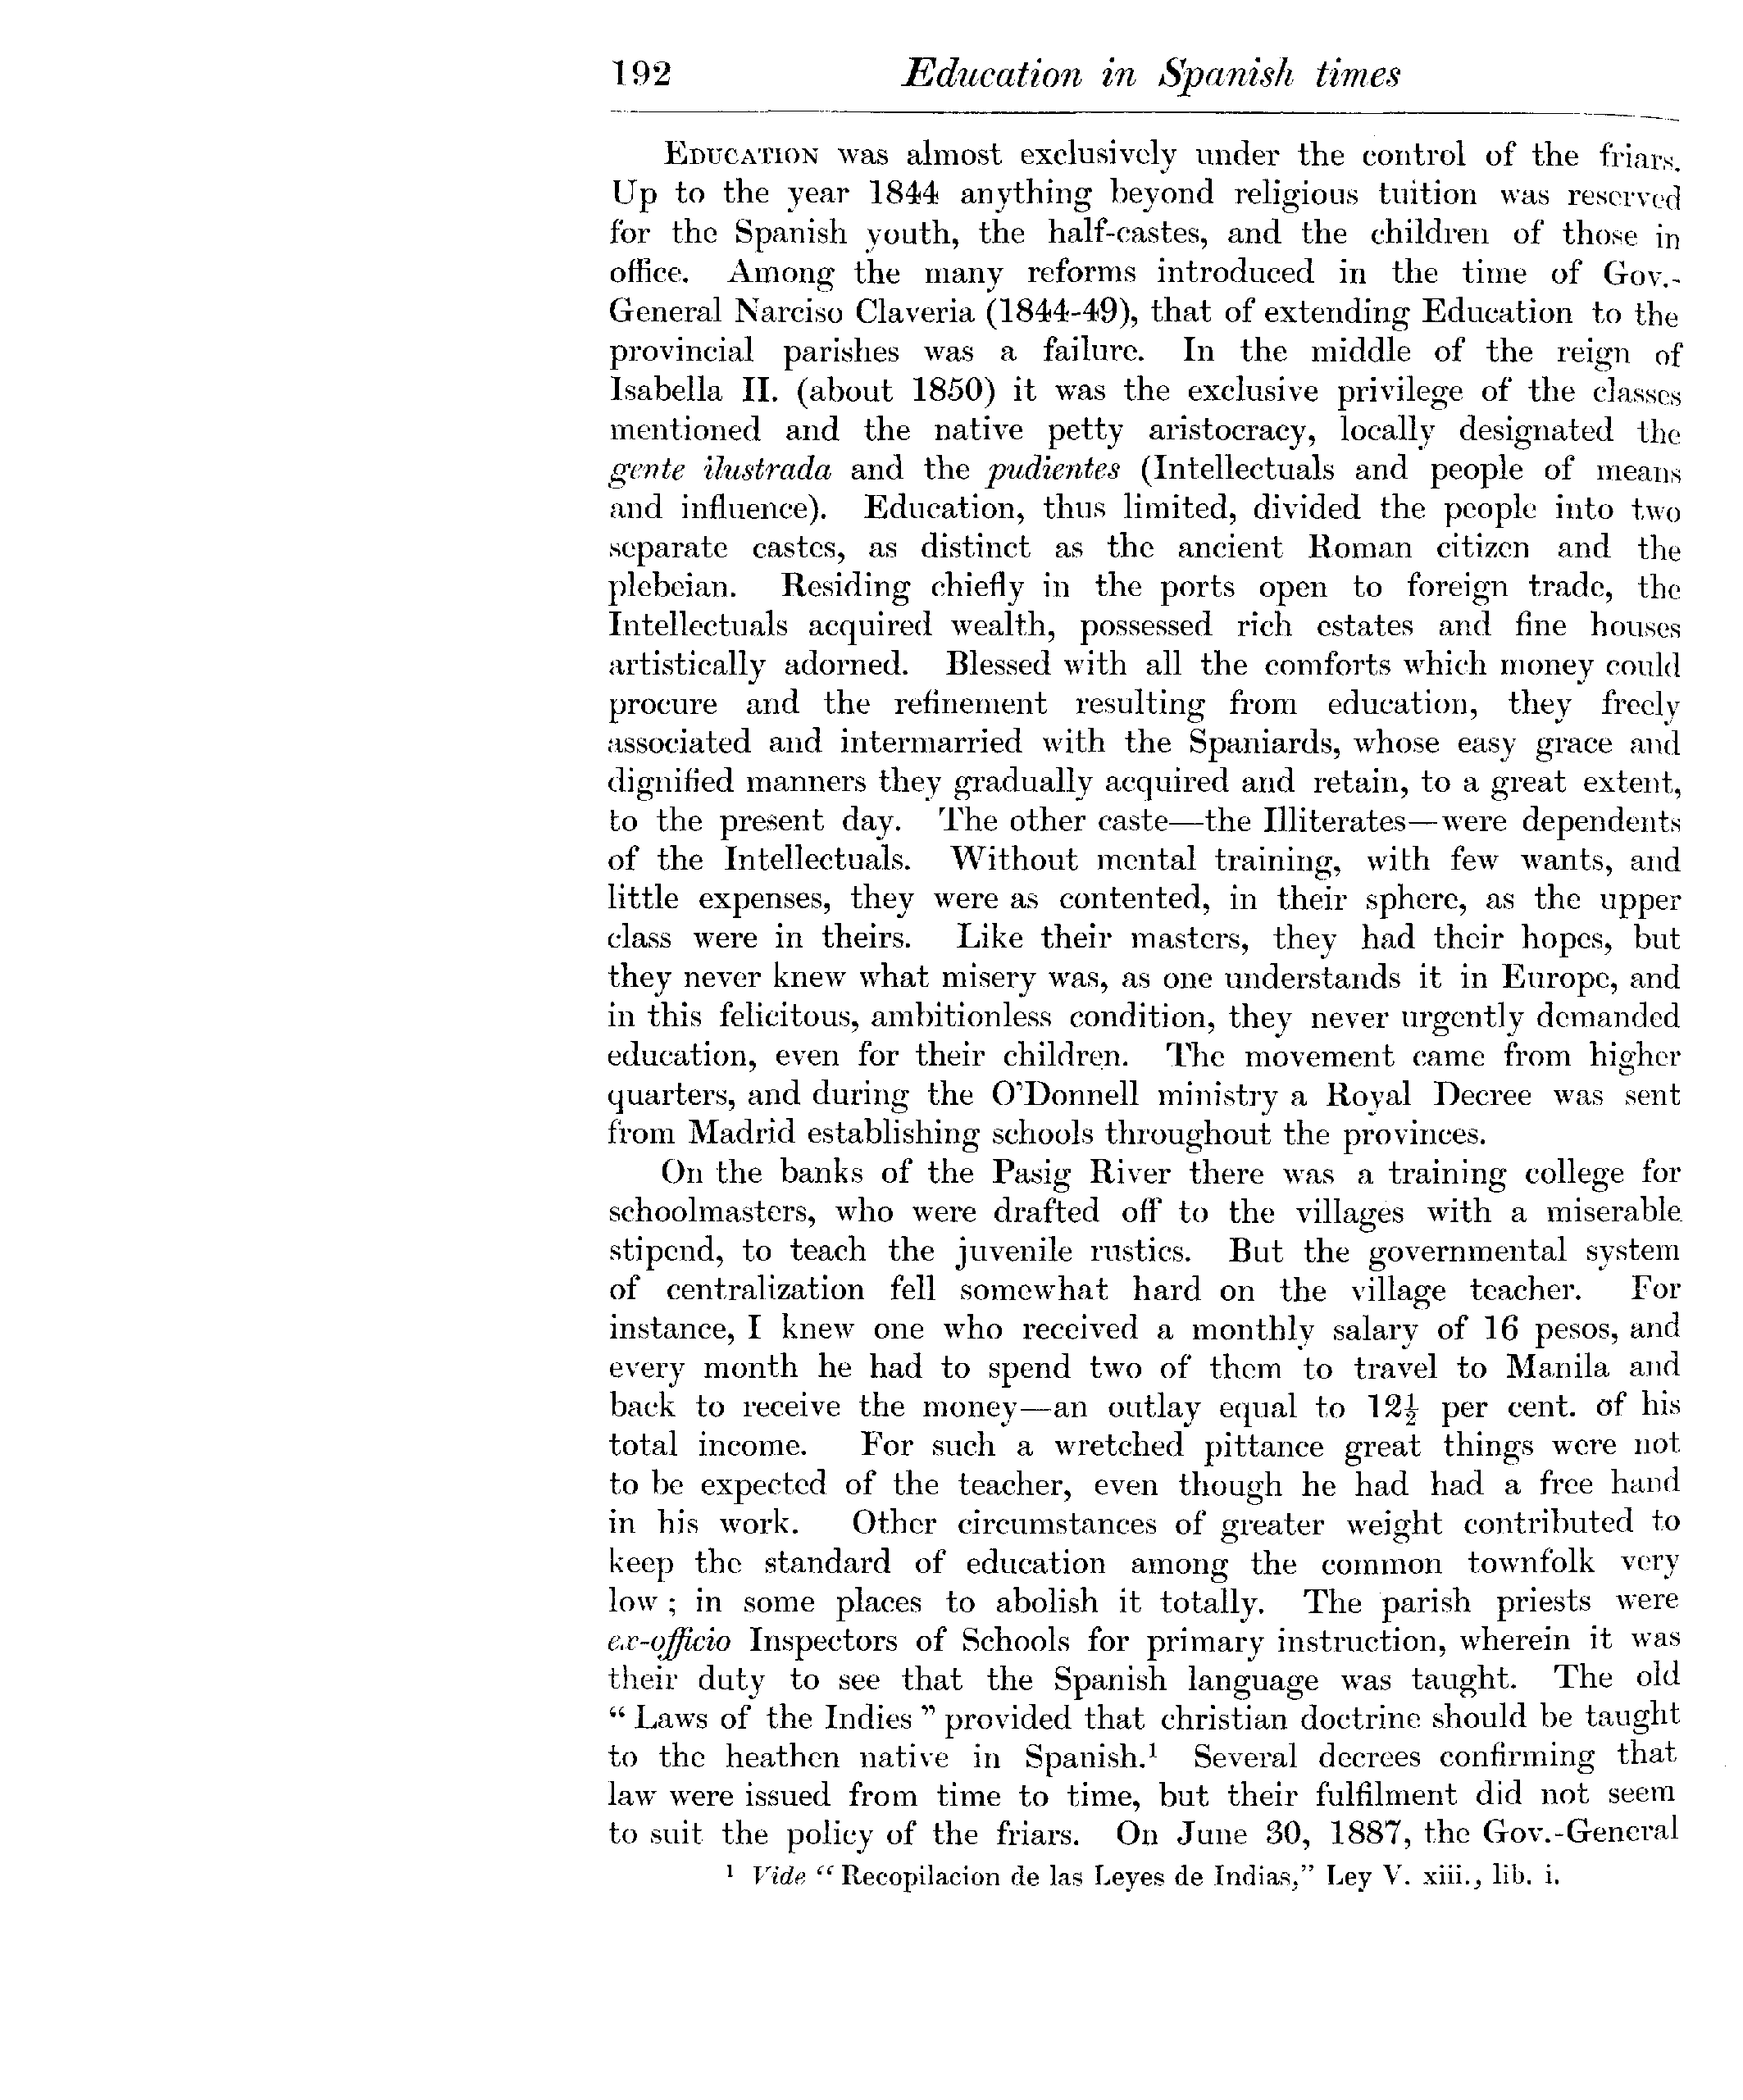 192 Education in Spanish times
EDUCATION was almost exclusively under the control of the friars.
Up to the year 1844 anything beyond religious tuition was reserved
for the Spanish youth, the half-castes, and the children of those in
office. Among the many reforms introduced in the time of Gov.-
General Narciso Claveria (1844-49), that of extending Education to the
provincial parishes was a failure. In the middle of the reign of
Isabella II. (about 1850) it was the exclusive privilege of the classes
mentioned and the native petty aristocracy, locally designated the
gente ilustrada and the pudientes (Intellectuals and people of means
and influence). Education, thus limited, divided the people into two
separate castes, as distinct as the ancient Roman citizen and the
plebeian. Residing chiefly in the ports open to foreign trade, the
Intellectuals acquired wealth, possessed rich estates and fine houses
artistically adorned. Blessed with all the comforts which money could
procure and the refinement resulting from education, they freely
associated and intermarried with the Spaniards, whose easy grace and
dignified manners they gradually acquired and retain, to a great extent,
to the present day. The other caste—the Illiterates—were dependents
of the Intellectuals. Without mental training, with few wants, and
little expenses, they were as contented, in their sphere, as the upper
class were in theirs. Like their masters, they had their hopes, but
they never knew what misery was, as one understands it in Europe, and
in this felicitous, ambitionless condition, they never urgently demanded
education, even for their children. The movement came from higher
quarters, and during the O'Donnell ministry a Royal Decree was sent
from Madrid establishing schools throughout the provinces.
On the banks of the Pasig River there was a training college for
schoolmasters, who were drafted off to the villages with a miserable
stipend, to teach the juvenile rustics. But the governmental system
of centralization fell somewhat hard on the village teacher. For
instance, I knew one who received a monthly salary of 16 pesos, and
every month he had to spend two of them to travel to Manila and
back to receive the money—an outlay equal to 12½ per cent. of his
total income. For such a wretched pittance great things were not
to be expected of the teacher, even though he had had a free hand
in his work. Other circumstances of greater weight contributed to
keep the standard of education among the common townfolk very
low ; in some places to abolish it totally. The parish priests were
ex-officio Inspectors of Schools for primary instruction, wherein it was
their duty to see that the Spanish language was taught. The old
" Laws of the Indies " provided that christian doctrine should be taught
to the heathen native in Spanish.¹ Several decrees confirming that
law were issued from time to time, but their fulfilment did not seem
to suit the policy of the friars. On June 30, 1887, the Gov.-General
¹ Vide " Recopilacion de las Leyes de Indias," Ley V. xiii., lib. i.